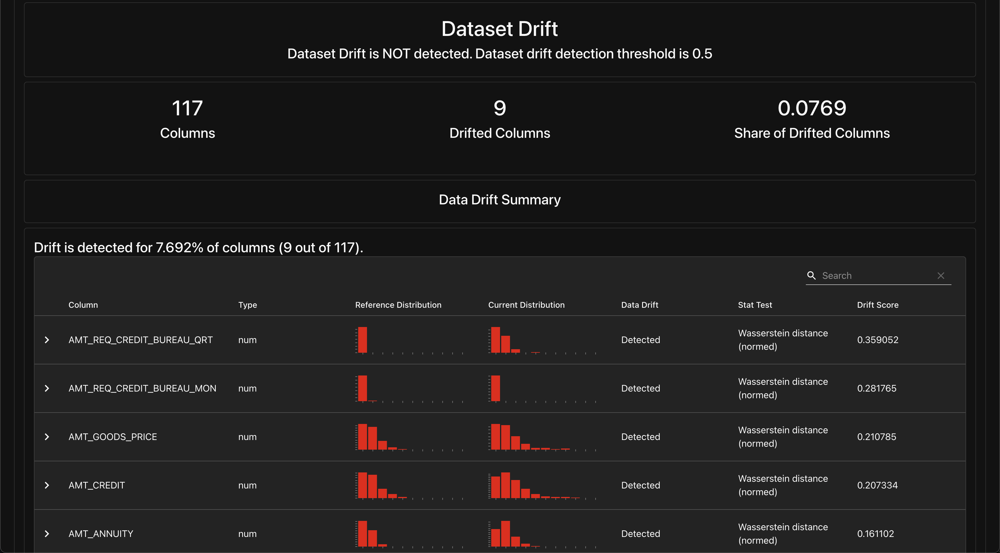 Dataset Drift
Dataset Drift is NOT detected. Dataset drift detection threshold is 0.5
117
Columns
9
Drifted Columns
0.0769
Share of Drifted Columns
Data Drift Summary
Drift is detected for 7.692% of columns (9 out of 117).
Search
Column Type Reference Distribution Current Distribution Data Drift Stat Test Drift Score
AMT_REQ_CREDIT_BUREAU_QRT num Detected Wasserstein distance (normed) 0.359052
AMT_REQ_CREDIT_BUREAU_MON num Detected Wasserstein distance (normed) 0.281765
AMT_GOODS_PRICE num Detected Wasserstein distance (normed) 0.210785
AMT_CREDIT num Detected Wasserstein distance (normed) 0.207334
AMT_ANNUITY num Detected Wasserstein distance (normed) 0.161102